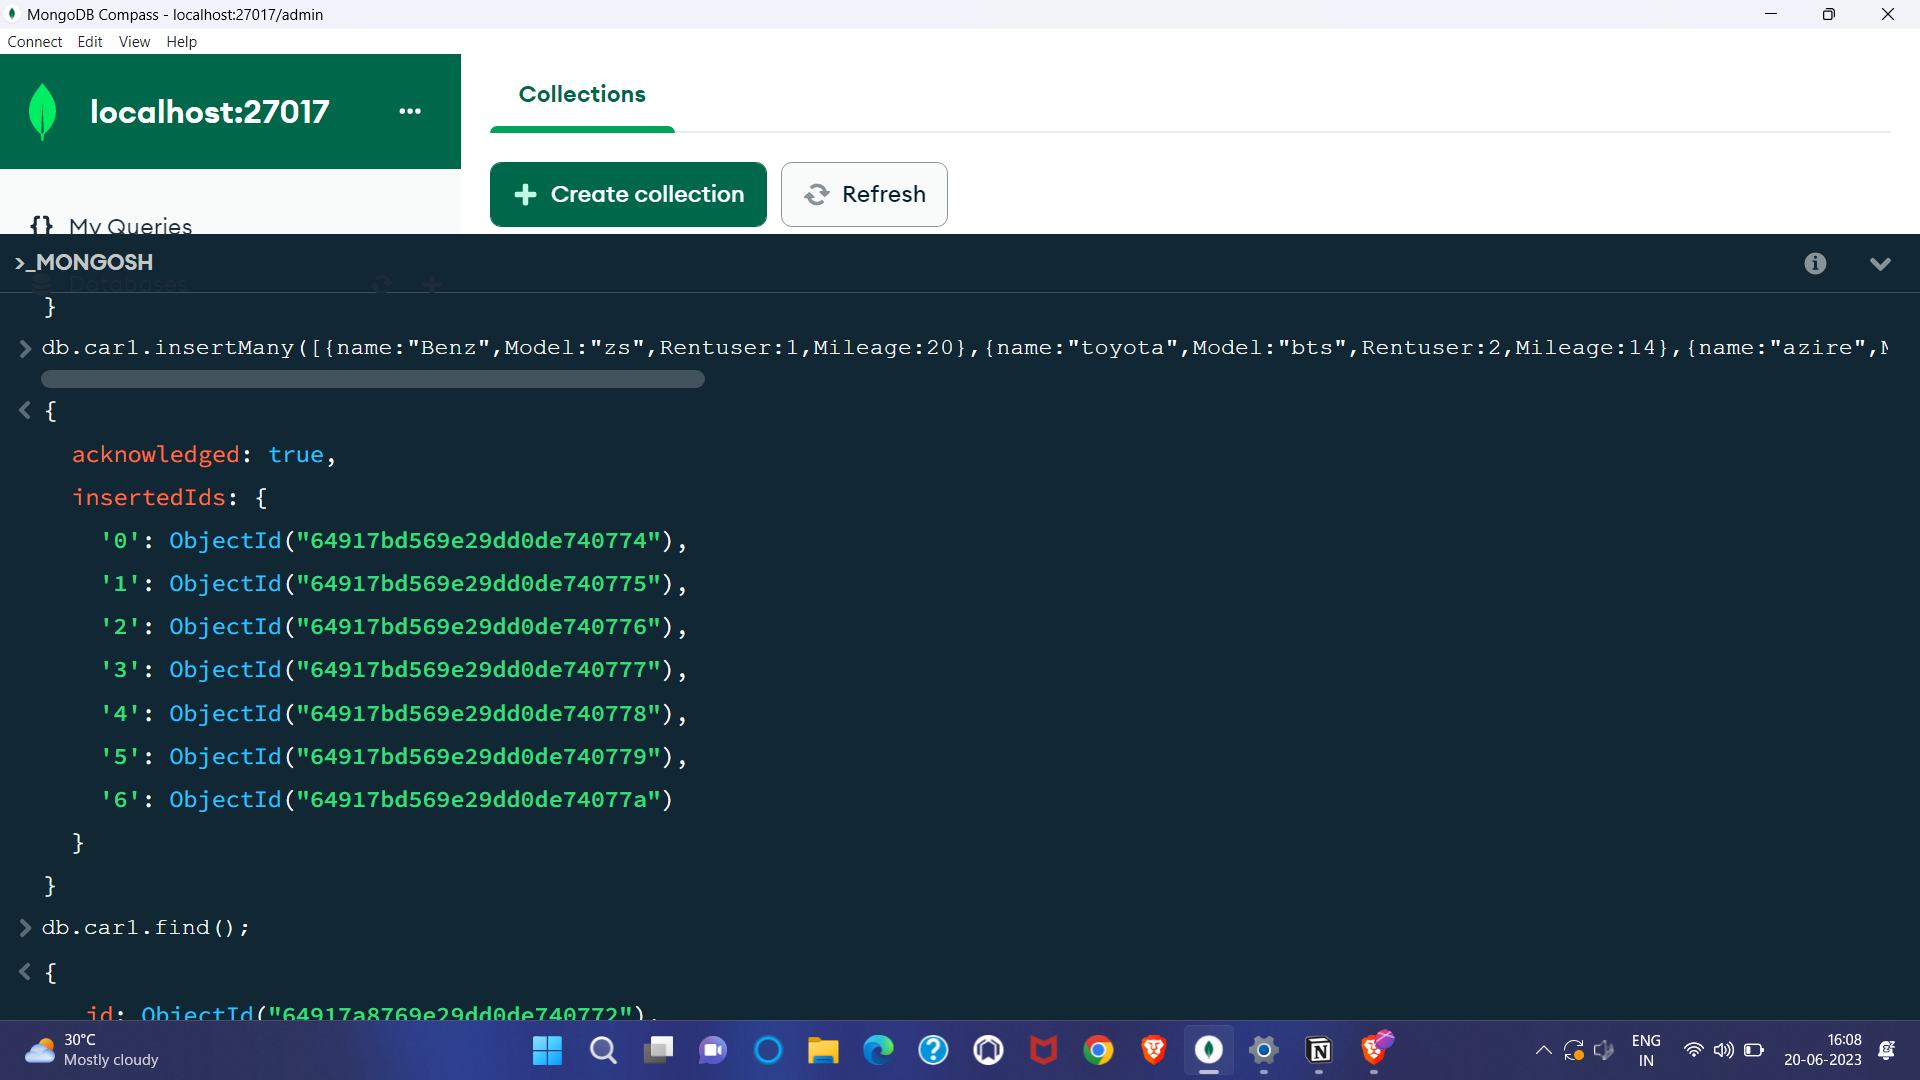 MongoDB Compass - localhost:27017/admin
Connect Edit View Help
localhost:27017 ...
Collections
Create collection
Refresh
{} My Queries
>_MONGOSH
Databases
}
> db.car1.insertMany([{name:"Benz",Model:"zs",Rentuser:1,Mileage:20},{name:"toyota",Model:"bts",Rentuser:2,Mileage:14},{name:"azire",M
< {
acknowledged: true,
insertedIds: {
'0': ObjectId("64917bd569e29dd0de740774"),
'1': ObjectId("64917bd569e29dd0de740775"),
'2': ObjectId("64917bd569e29dd0de740776"),
'3': ObjectId("64917bd569e29dd0de740777"),
'4': ObjectId("64917bd569e29dd0de740778"),
'5': ObjectId("64917bd569e29dd0de740779"),
'6': ObjectId("64917bd569e29dd0de74077a")
}
}
> db.car1.find();
< {
_id: ObjectId("64917a8769e29dd0de740772"),
30°C
Mostly cloudy
ENG
IN
16:08
20-06-2023